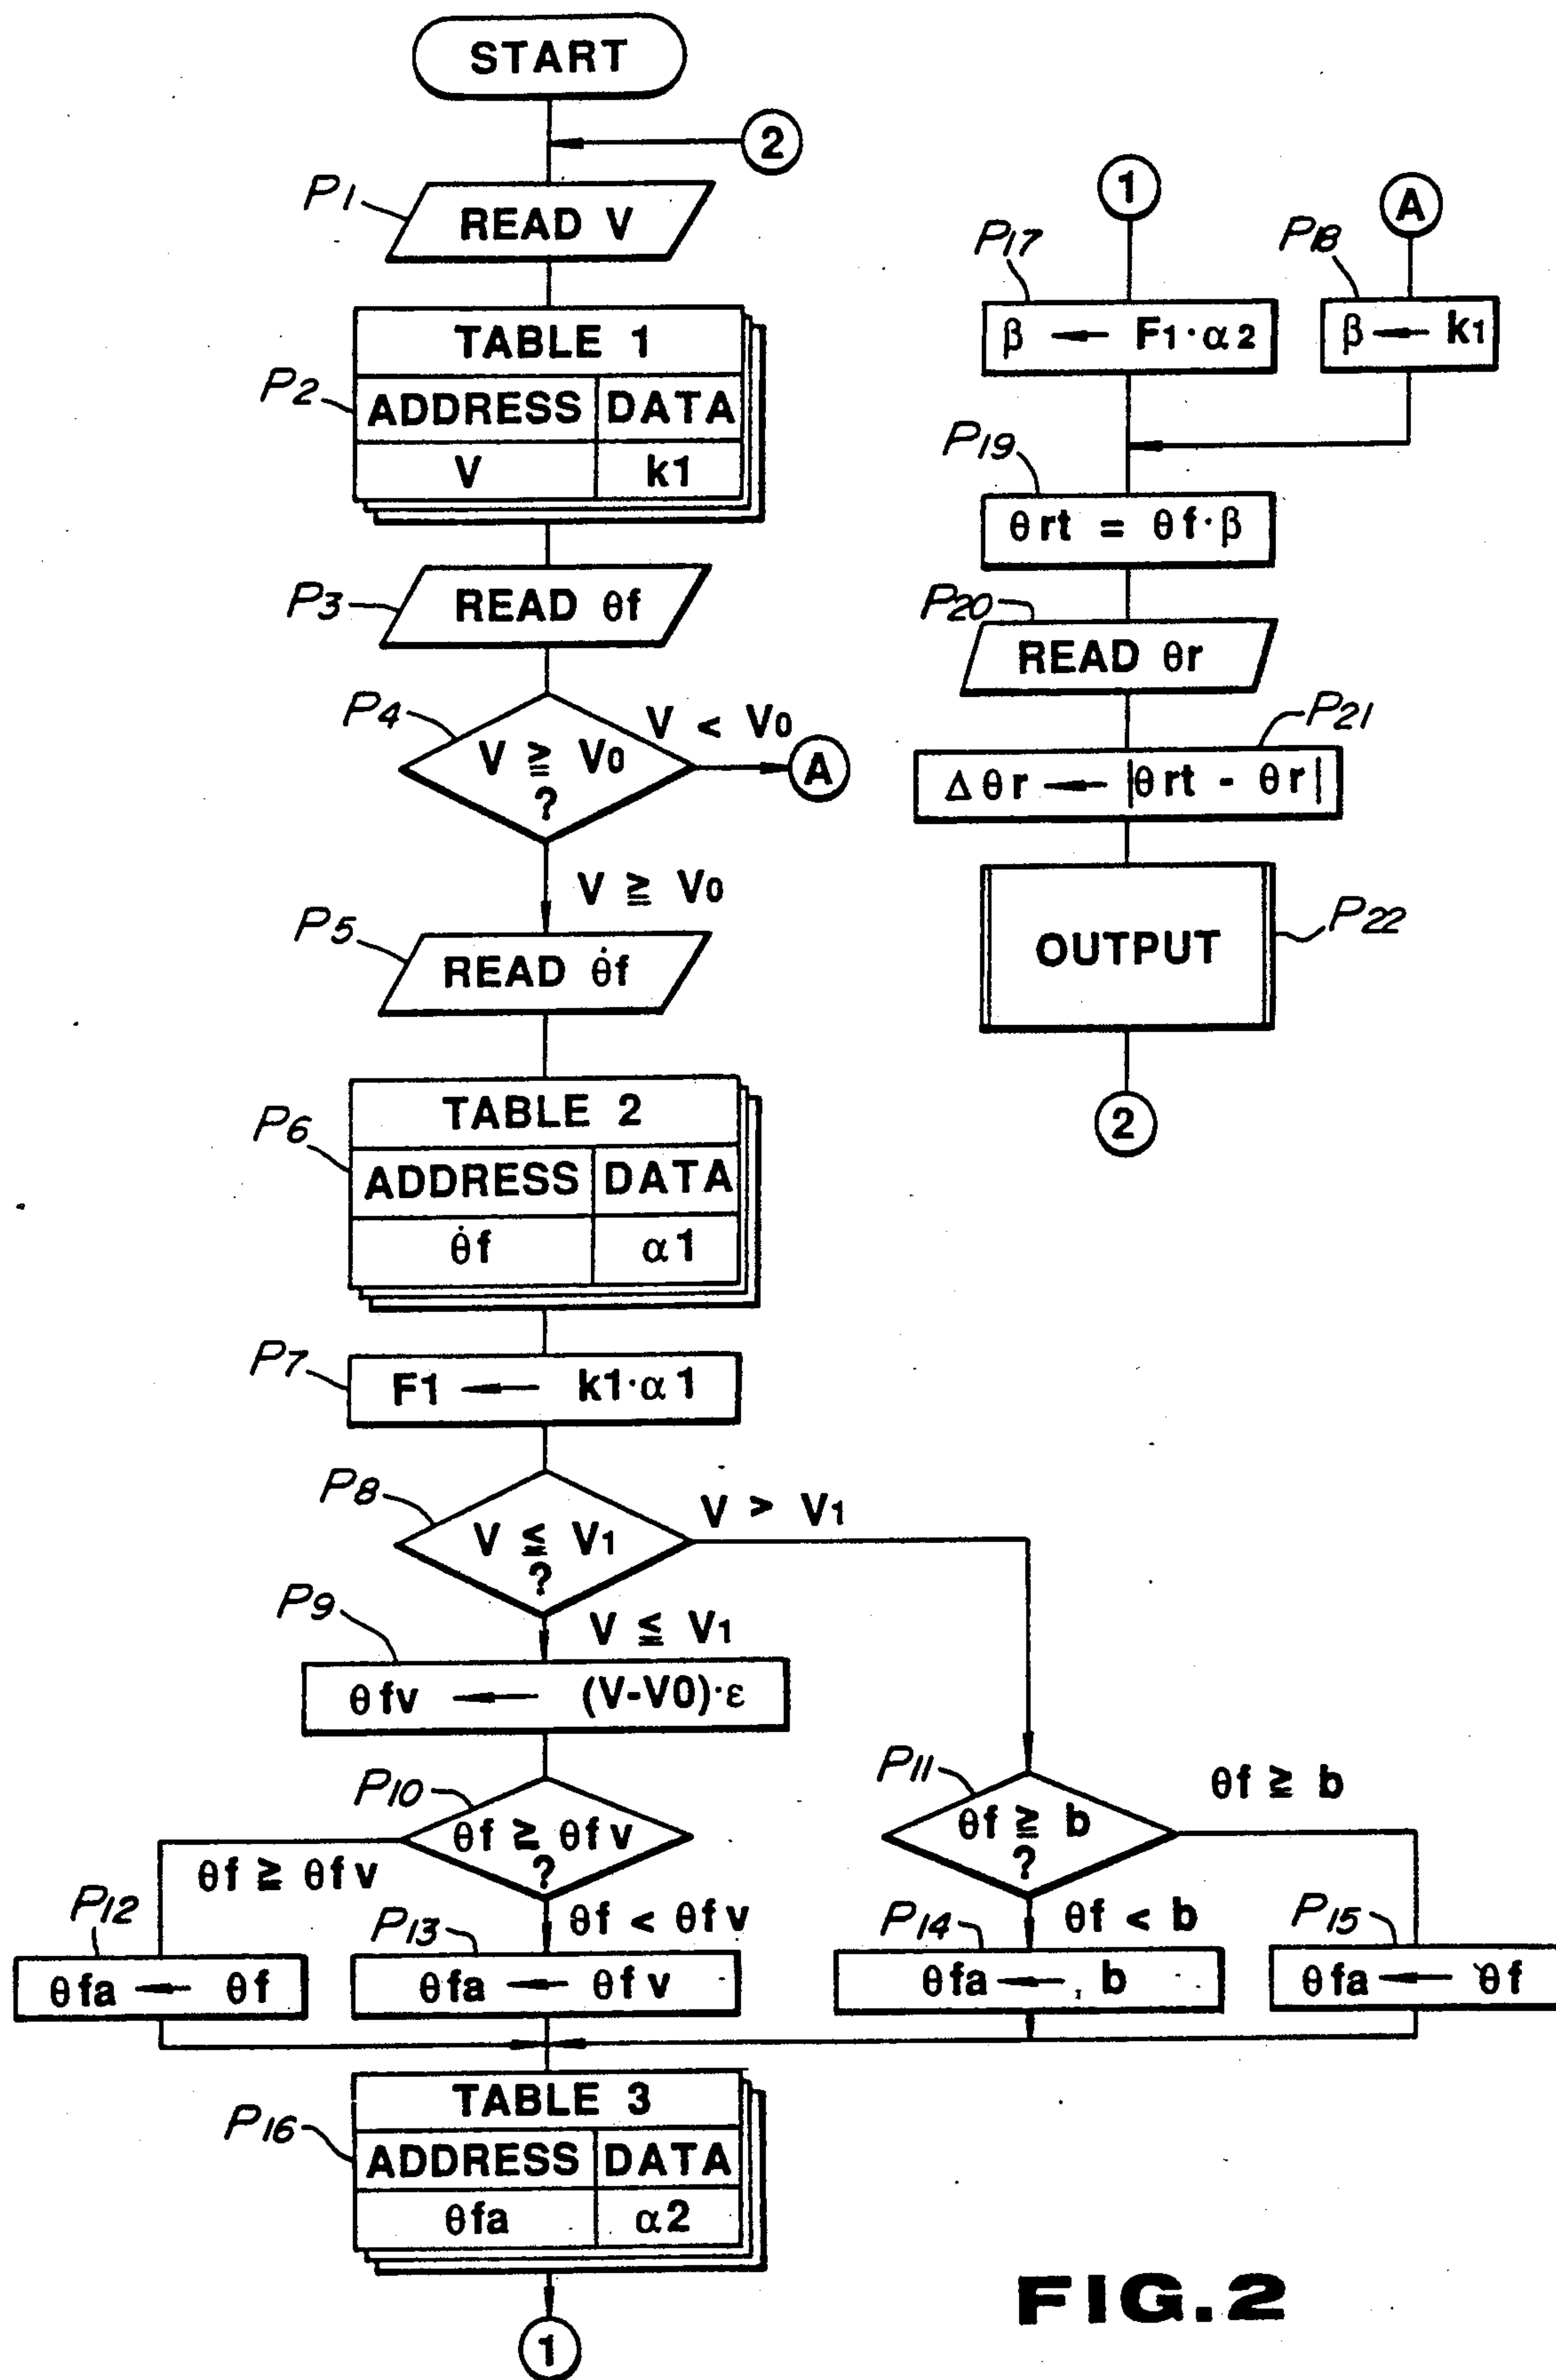 START
2
P1
READ V
TABLE 1
P2
ADDRESS DATA
V k1
P3
READ θf
P4
V ≧ V0
?
V < V0
A
V ≧ V0
P5
READ θ̇f
TABLE 2
P6
ADDRESS DATA
θ̇f α1
P7
F1 ← k1·α1
P8
V ≦ V1
?
V > V1
V ≦ V1
P9
θfv ← (V-V0)·ε
P10
θf ≧ θfv
?
θf ≧ θfv
θf < θfv
P11
θf ≧ b
?
θf ≧ b
θf < b
P12
θfa ← θf
P13
θfa ← θfv
P14
θfa ← b
P15
θfa ← θf
TABLE 3
P16
ADDRESS DATA
θfa α2
1
1
P17
β ← F1·α2
A
P18
β ← k1
P19
θrt = θf·β
P20
READ θr
P21
Δθr ← |θrt - θr|
OUTPUT
P22
2
FIG.2